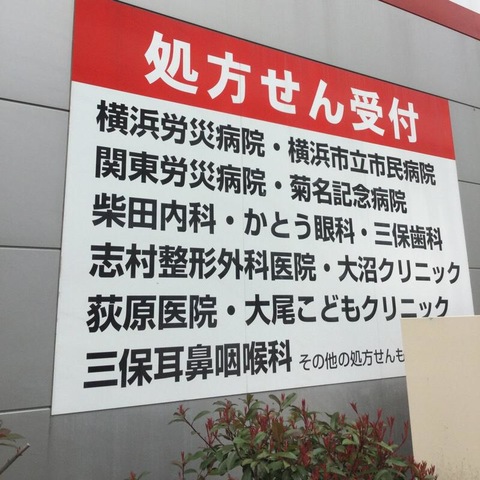 処方せん受付
横浜労災病院・横浜市立市民病院
関東労災病院・菊名記念病院
柴田内科・かとう眼科・三保歯科
志村整形外科医院・大沼クリニック
荻原医院・大尾こどもクリニック
三保耳鼻咽喉科 その他の処方せんも